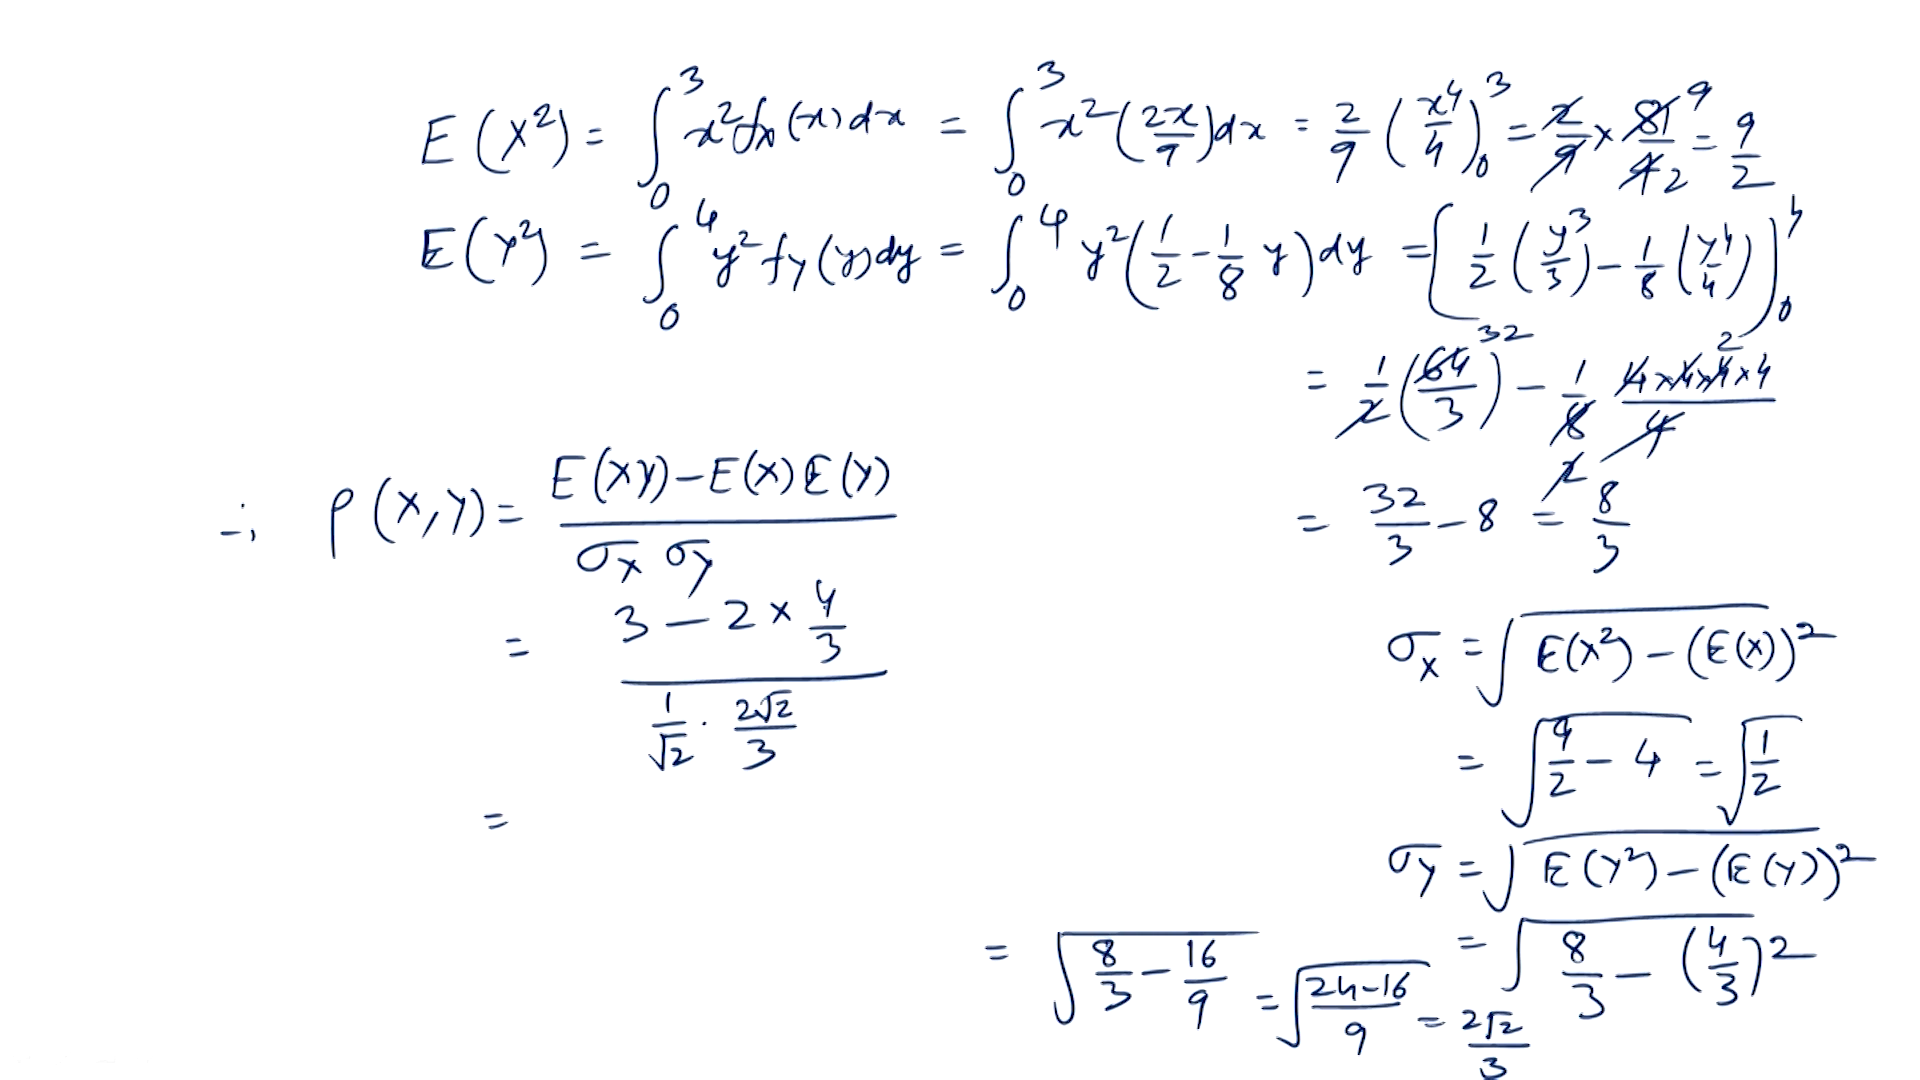 E(X²) = ∫₀³ x² fx(x)dx = ∫₀³ x² (2x/9)dx = 2/9 (x⁴/4)₀³ = 2/9 × 81/4 9 2 = 9/2
E(Y²) = ∫₀⁴ y² fy(y)dy = ∫₀⁴ y² (1/2 - 1/8 y)dy = [1/2 (y³/3) - 1/8 (y⁴/4)]₀⁴
= 1/2 (64/3) 32 - 1/8 4×4×4×4/4 2 2
= 32/3 - 8 = 8/3
∴ ρ(X,Y) = E(XY) - E(X)E(Y) / σx σy
= 3 - 2 × 4/3 / 1/√2 · 2√2/3
=
σx = √E(X²) - (E(X))²
= √9/2 - 4 = √1/2
σy = √E(Y²) - (E(Y))²
= √8/3 - (4/3)²
= √8/3 - 16/9 = √24-16/9 = 2√2/3